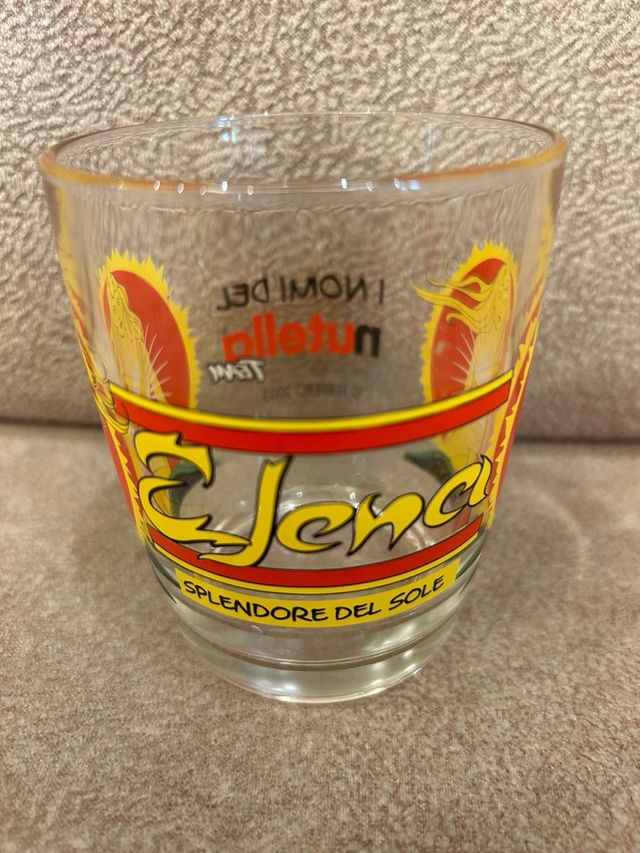 I NOMI DEL
nutella
TEAM
Elena
SPLENDORE DEL SOLE